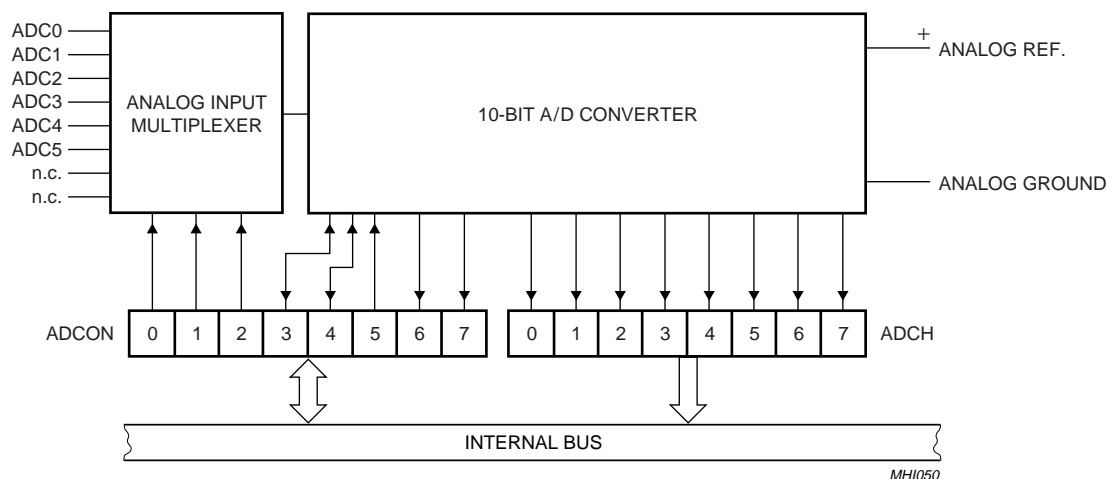 ADC0
ADC1
ADC2
ADC3
ADC4
ADC5
n.c.
n.c.
ANALOG INPUT
MULTIPLEXER
10-BIT A/D CONVERTER
+
ANALOG REF.
ANALOG GROUND
ADCON 0 1 2 3 4 5 6 7
0 1 2 3 4 5 6 7 ADCH
INTERNAL BUS
MHI050